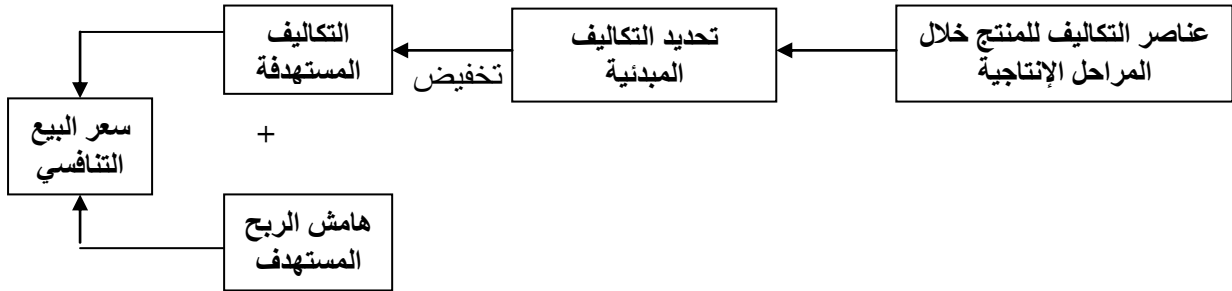 عناصر التكاليف للمنتج خلال
المراحل الإنتاجية
تحديد التكاليف
المبدئية
تخفيض
التكاليف
المستهدفة
+
هامش الربح
المستهدف
سعر البيع
التنافسي